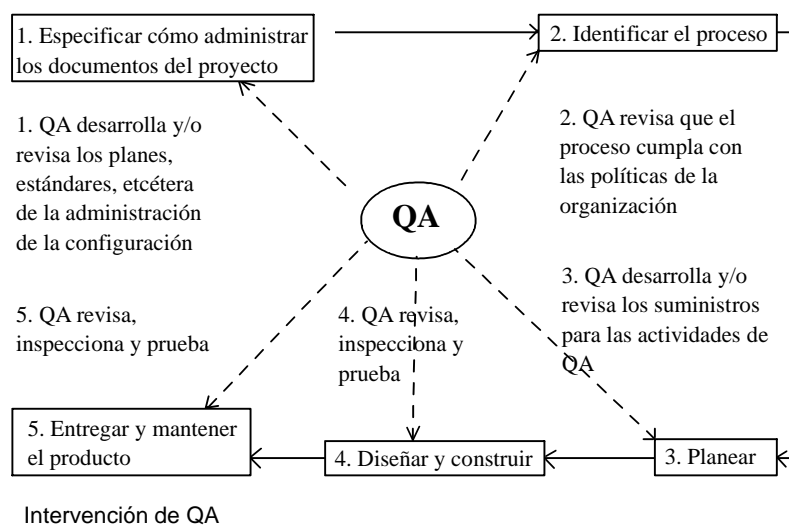 1. Especificar cómo administrar
los documentos del proyecto
2. Identificar el proceso
1. QA desarrolla y/o
revisa los planes,
estándares, etcétera
de la administración
de la configuración
2. QA revisa que el
proceso cumpla con
las políticas de la
organización
QA
3. QA desarrolla y/o
revisa los suministros
para las actividades de
QA
5. QA revisa,
inspecciona y prueba
4. QA revisa,
inspecciona y
prueba
5. Entregar y mantener
el producto
4. Diseñar y construir
3. Planear
Intervención de QA